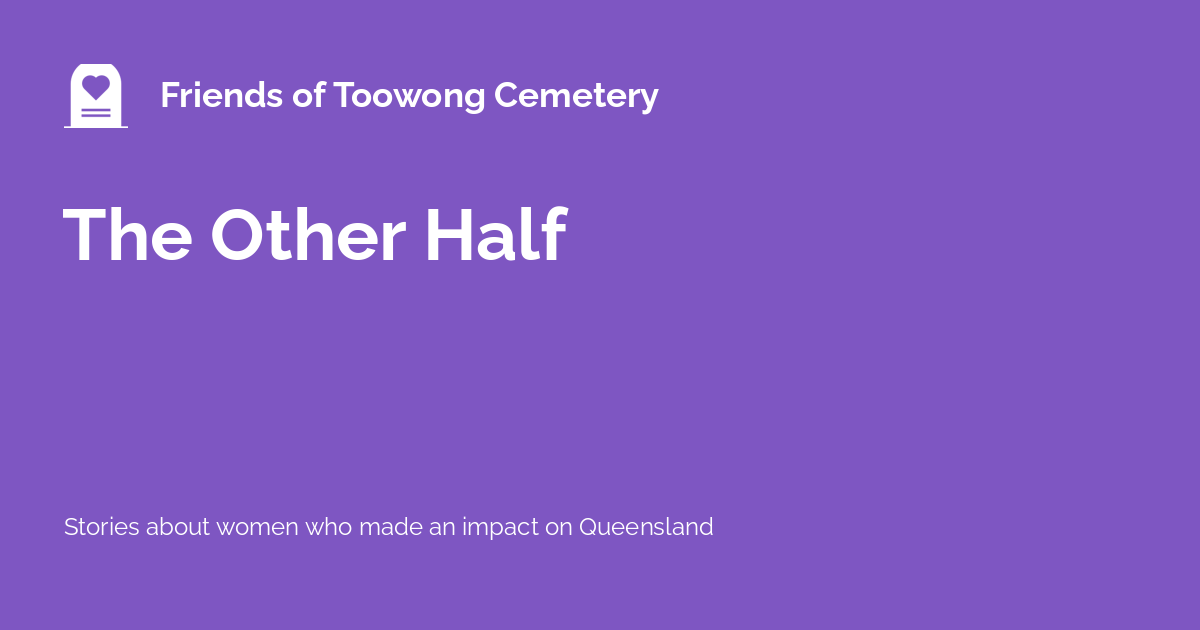 Friends of Toowong Cemetery
The Other Half
Stories about women who made an impact on Queensland